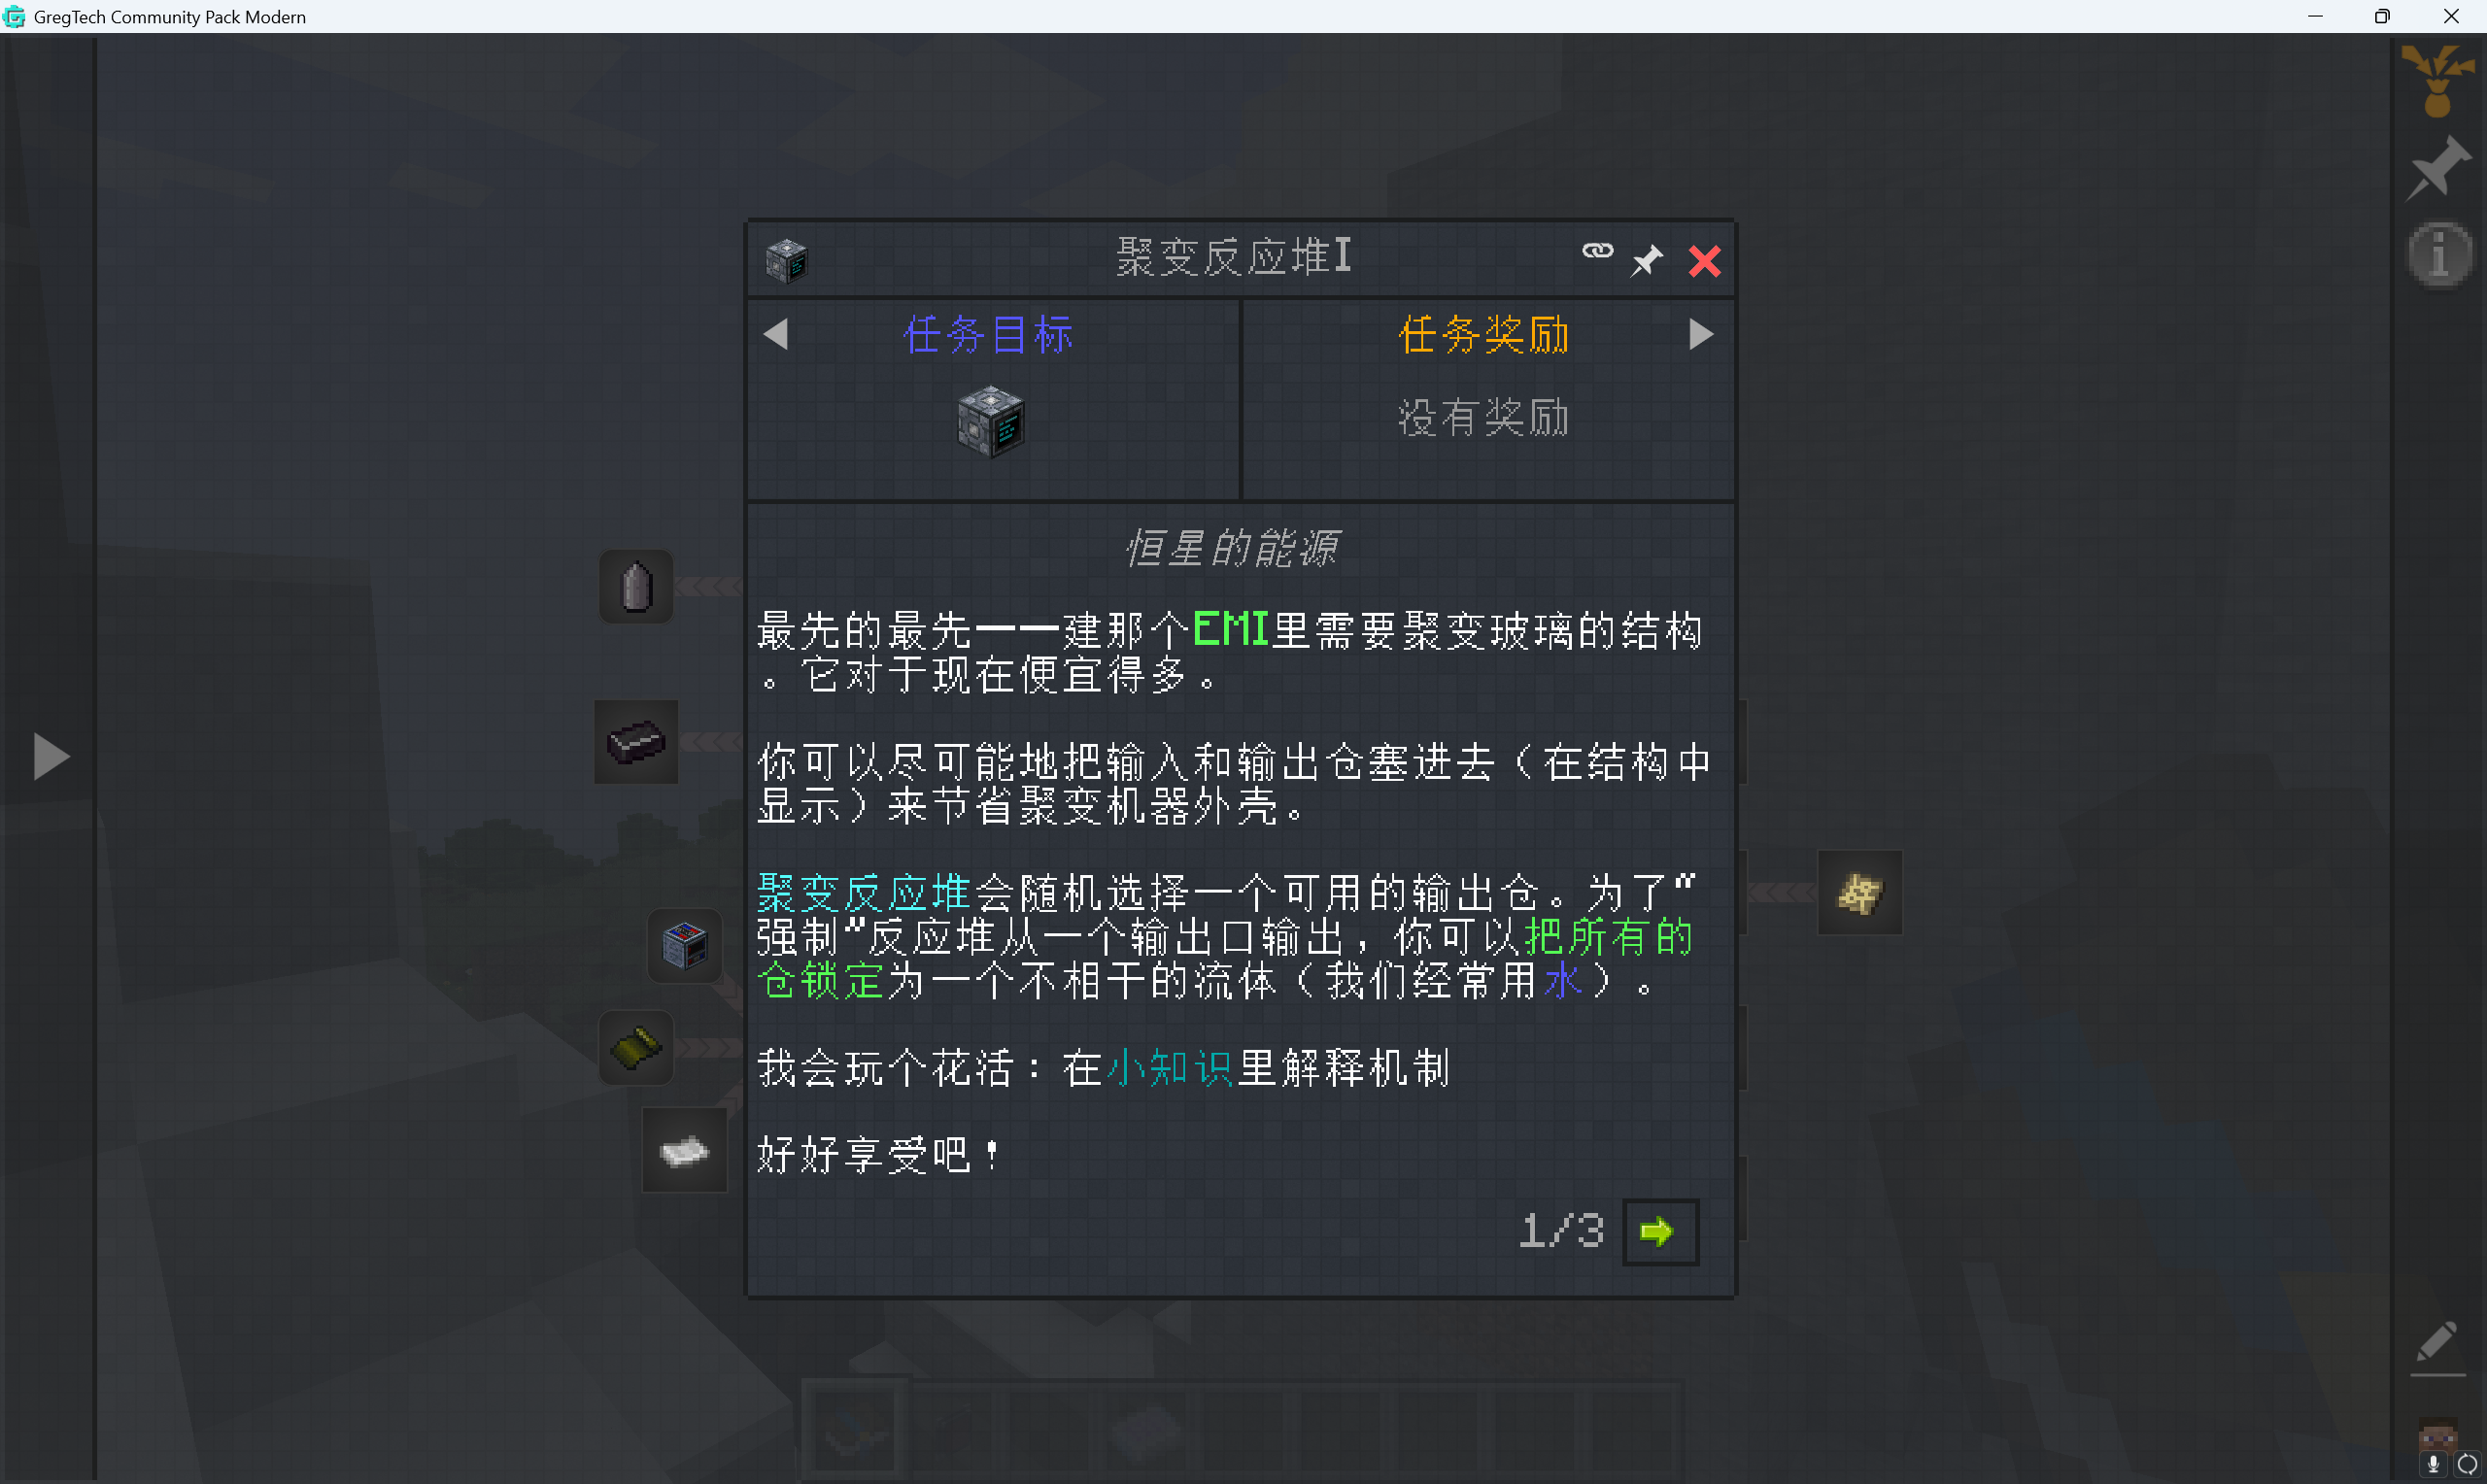 GregTech Community Pack Modern
聚变反应堆I
任务目标
任务奖励
没有奖励
恒星的能源
最先的最先——建那个EMI里需要聚变玻璃的结构
。它对于现在便宜得多。
你可以尽可能地把输入和输出仓塞进去（在结构中
显示）来节省聚变机器外壳。
聚变反应堆会随机选择一个可用的输出仓。为了“
强制”反应堆从一个输出口输出，你可以把所有的
仓锁定为一个不相干的流体（我们经常用水）。
我会玩个花活：在小知识里解释机制
好好享受吧！
1/3